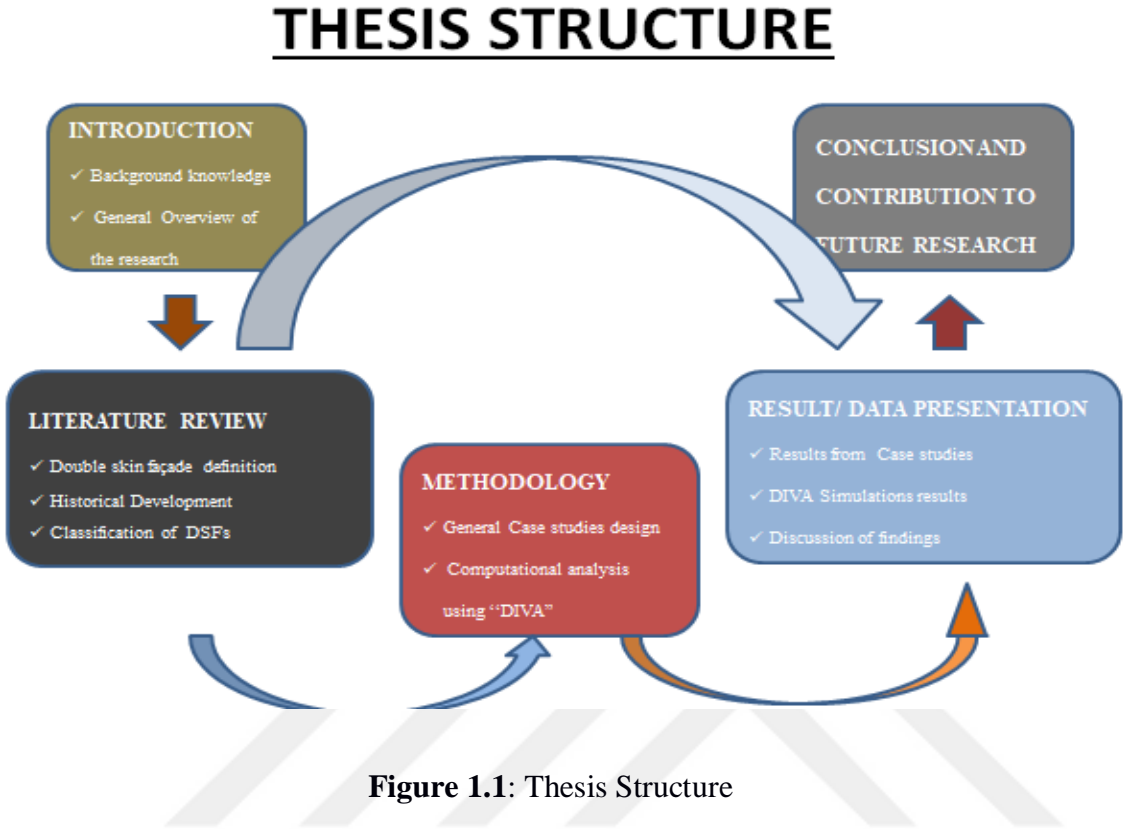 THESIS STRUCTURE
INTRODUCTION
✓ Background knowledge
✓ General Overview of
the research
CONCLUSION AND
CONTRIBUTION TO
FUTURE RESEARCH
LITERATURE REVIEW
✓ Double skin façade definition
✓ Historical Development
✓ Classification of DSFs
METHODOLOGY
✓ General Case studies design
✓ Computational analysis
using “DIVA”
RESULT/ DATA PRESENTATION
✓ Results from Case studies
✓ DIVA Simulations results
✓ Discussion of findings
Figure 1.1: Thesis Structure